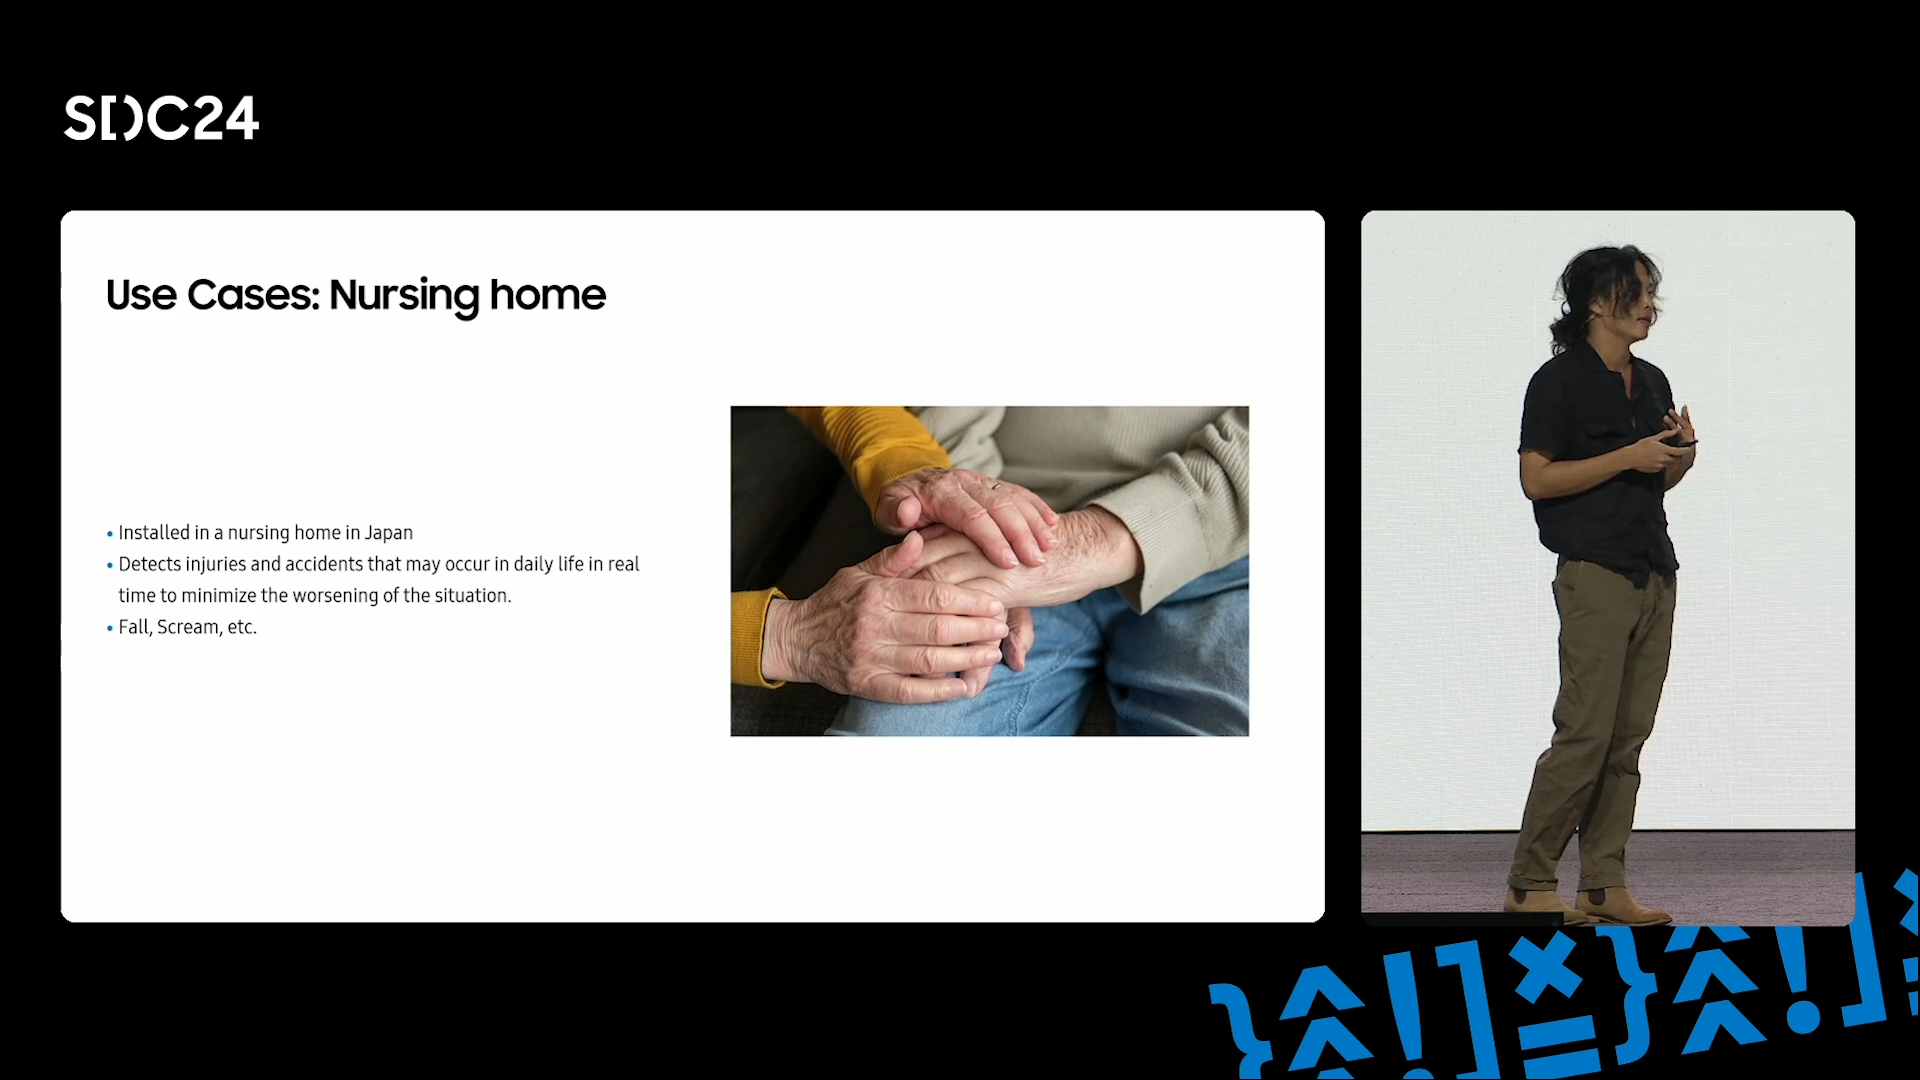 SDC24
Use Cases: Nursing home
• Installed in a nursing home in Japan
• Detects injuries and accidents that may occur in daily life in real
time to minimize the worsening of the situation.
• Fall, Scream, etc.